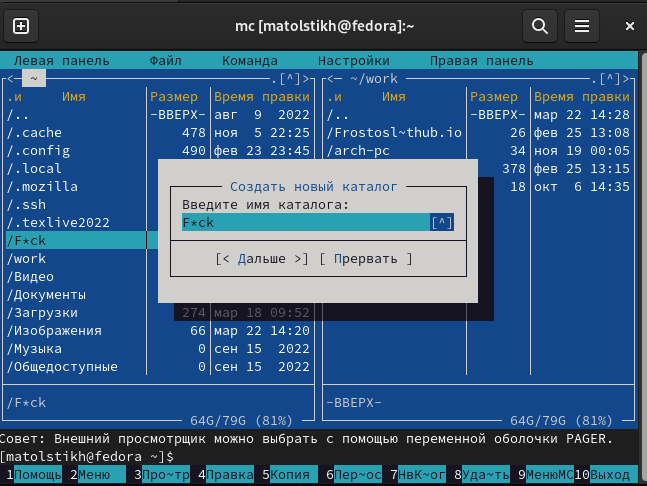 mc [matolstikh@fedora]:~
Левая панель Файл Команда Настройки Правая панель
<─ ~ ─.[^]> <─ ~/work ─.[^]>
.и Имя Размер Время правки .и Имя Размер Время правки
/.. -ВВЕРХ- авг 9 2022 /.. -ВВЕРХ- мар 22 14:28
/.cache 478 ноя 5 22:25 /Frostosl~thub.io 26 фев 25 13:08
/.config 490 фев 23 23:45 /arch-pc 34 ноя 19 00:05
/.local 378 фев 25 13:15
/.mozilla 18 окт 6 14:35
Создать новый каталог
/.ssh Введите имя каталога:
/.texlive2022 F*ck [^]
/F*ck
/work [< Дальше >] [ Прервать ]
/Видео
/Документы
/Загрузки 274 мар 18 09:52
/Изображения 66 мар 22 14:20
/Музыка 0 сен 15 2022
/Общедоступные 0 сен 15 2022
/F*ck -ВВЕРХ-
64G/79G (81%) 64G/79G (81%)
Совет: Внешний просмотрщик можно выбрать с помощью переменной оболочки PAGER.
[matolstikh@fedora ~]$
1Помощь 2Меню 3Про~тр 4Правка 5Копия 6Пер~ос 7НвК~ог 8Уда~ть 9МенюMC 10Выход